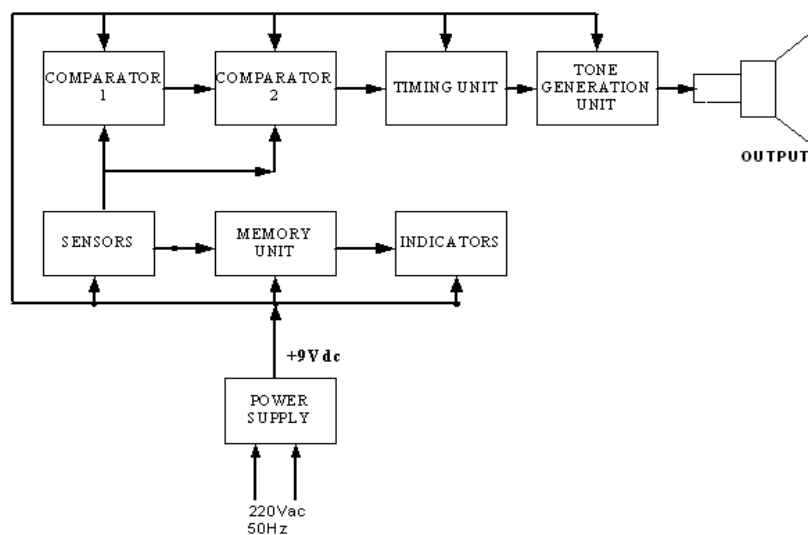 COMPARATOR
1
COMPARATOR
2
TIMING UNIT
TONE
GENERATION
UNIT
OUTPUT
SENSORS
MEMORY
UNIT
INDICATORS
+9Vdc
POWER
SUPPLY
220Vac
50Hz